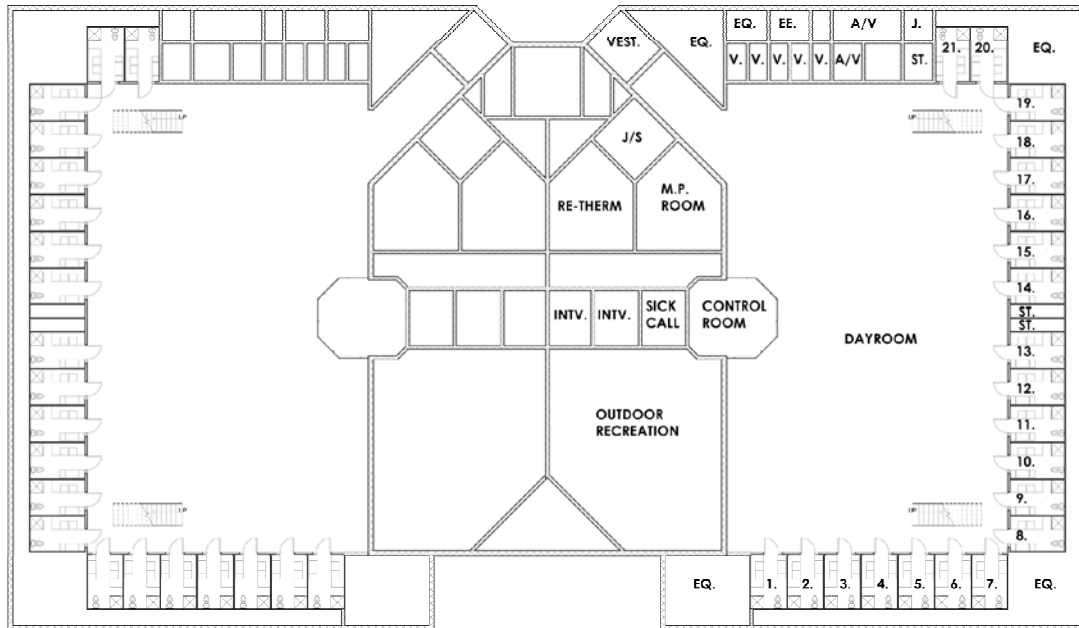 EQ. EE. A/V J.
VEST. EQ.
V. V. V. V. V. A/V ST. 21. 20. EQ.
19.
UP UP
J/S 18.
17.
M.P.
RE-THERM ROOM
16.
15.
14.
INTV. INTV. SICK CALL
CONTROL ROOM
ST.
ST.
DAYROOM
13.
12.
OUTDOOR
RECREATION
11.
10.
9.
UP UP
8.
EQ. 1. 2. 3. 4. 5. 6. 7. EQ.